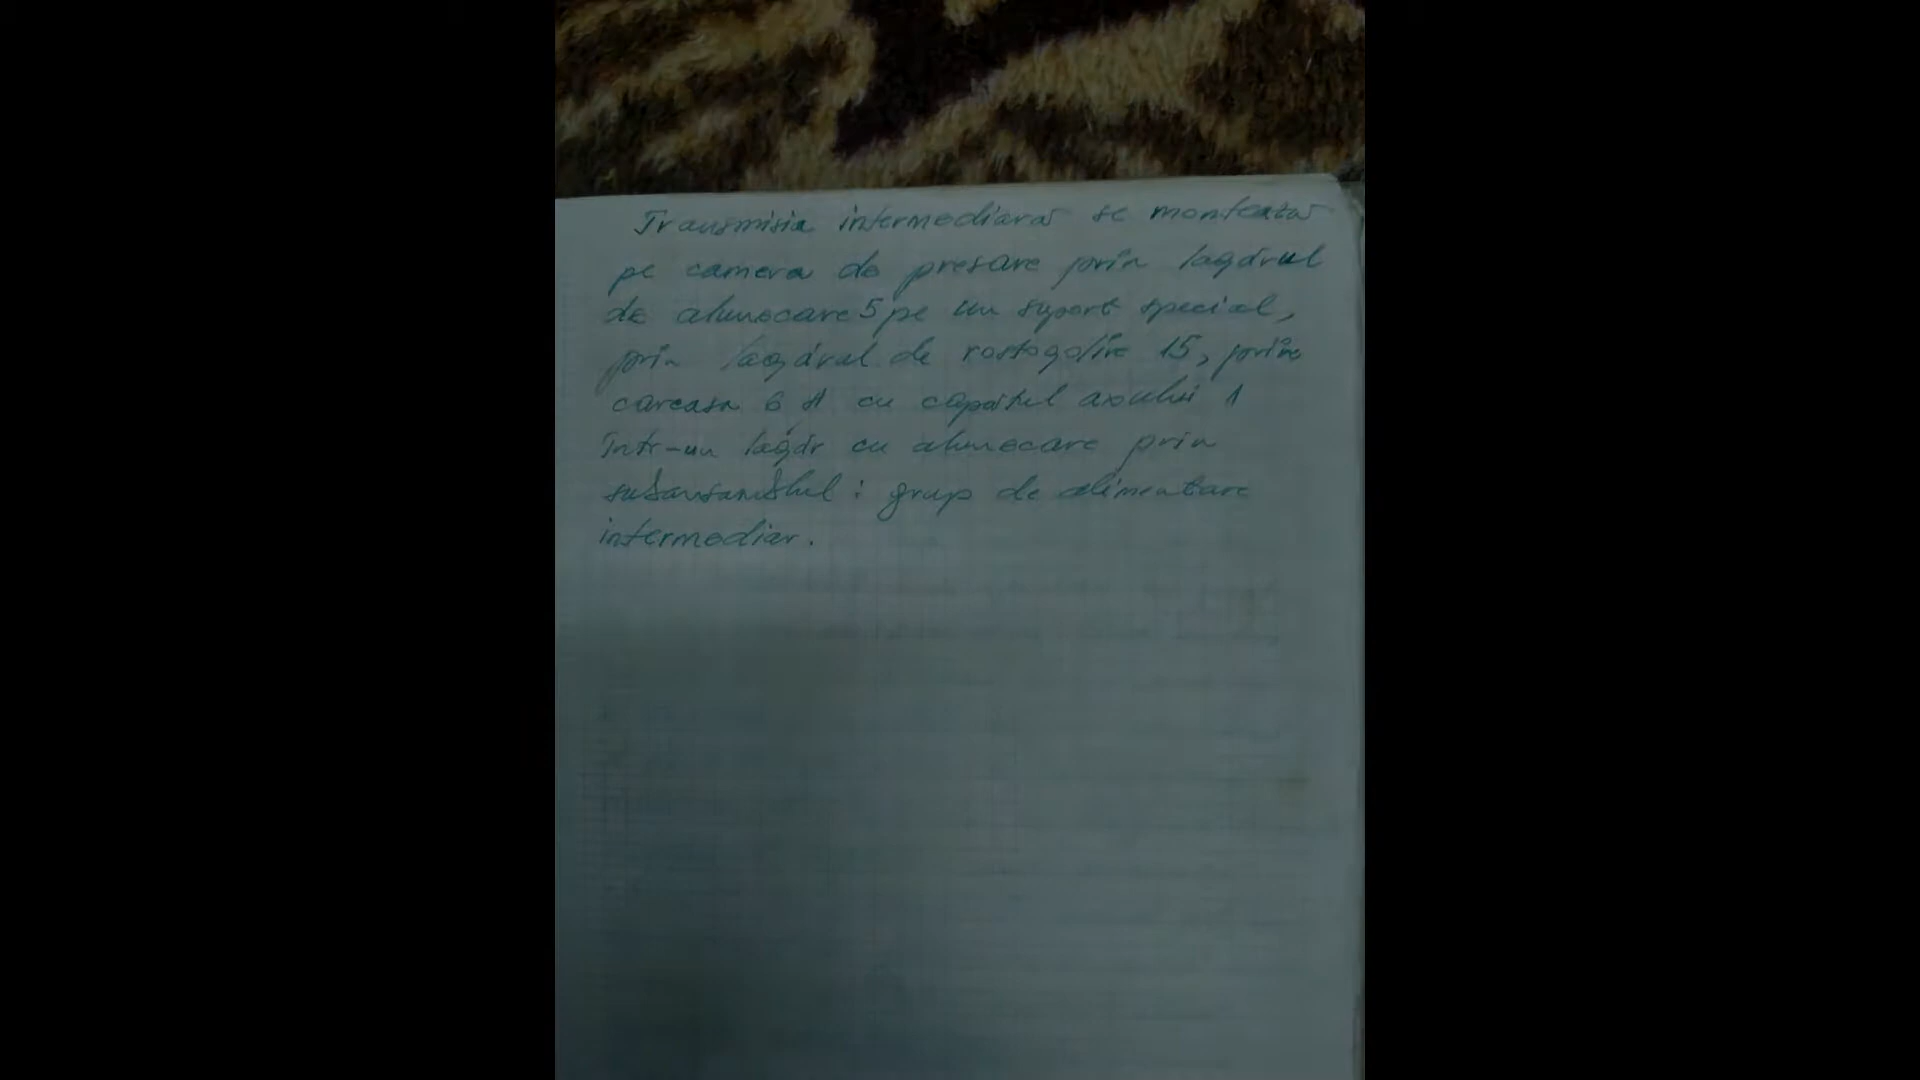 Transmisia intermediară se montează
pe camera de presare prin lagărul
de alunecare 5 pe un suport special,
prin lagărul de rostogolire 15, prin
carcasa 6 și cu capătul axului 1
într-un lagăr cu alunecare prin
subansamblul: grup de alimentare
intermediar.